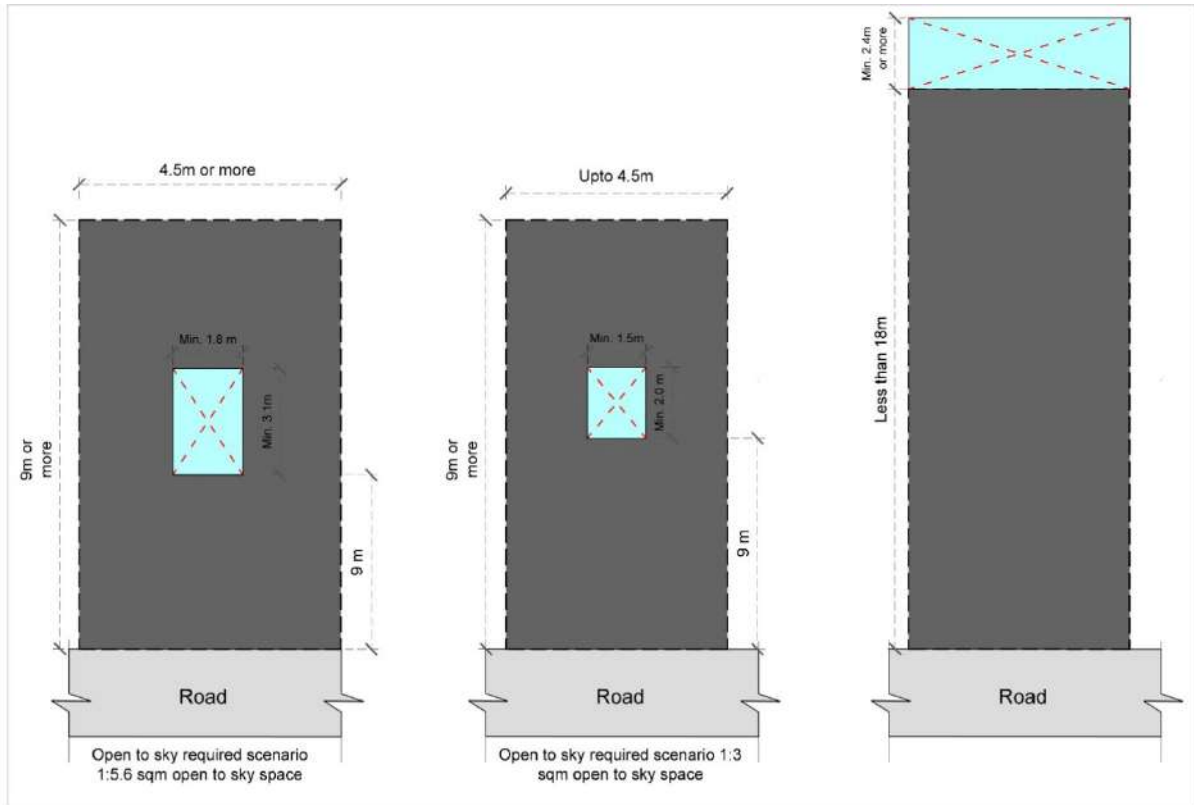 4.5m or more
9m or
more
Min. 1.8 m
Min. 3.1m
9 m
Road
Open to sky required scenario
1:5.6 sqm open to sky space
Upto 4.5m
9m or
more
Min. 1.5m
Min. 2.0 m
9 m
Road
Open to sky required scenario 1:3
sqm open to sky space
Min. 2.4m
or more
Less than 18m
Road